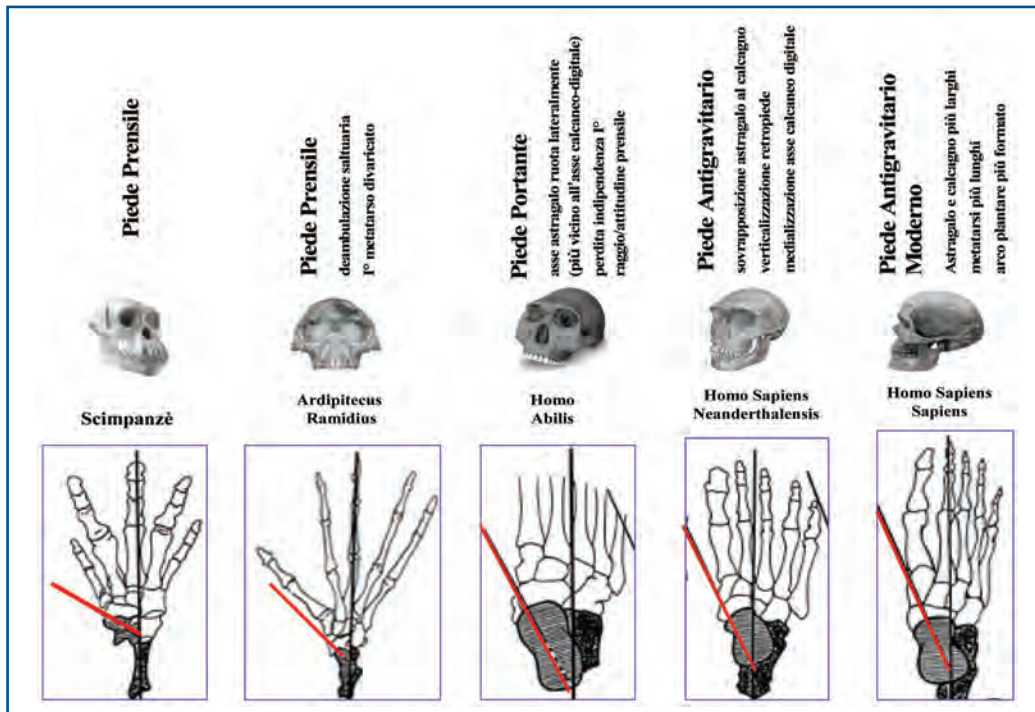 Piede Prensile
Scimpanzè
Piede Prensile
deambulazione saltuaria
I° metatarso divaricato
Ardipitecus
Ramidius
Piede Portante
asse astragalo ruota lateralmente
(più vicino all'asse calcaneo-digitale)
perdita indipendenza I°
raggio/attitudine prensile
Homo
Abilis
Piede Antigravitario
sovrapposizione astragalo al calcagno
verticalizzazione retropiede
medializzazione asse calcaneo digitale
Homo Sapiens
Neanderthalensis
Piede Antigravitario
Moderno
Astragalo e calcagno più larghi
metatarsi più lunghi
arco plantare più formato
Homo Sapiens
Sapiens